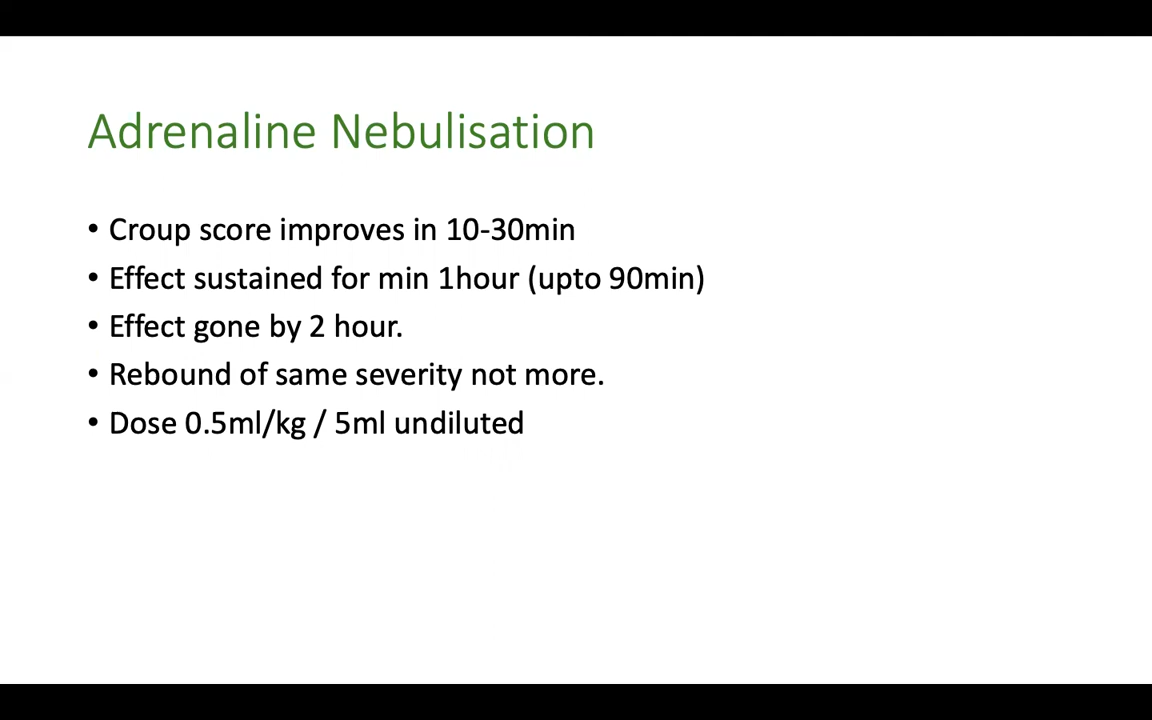 Adrenaline Nebulisation
• Croup score improves in 10-30min
• Effect sustained for min 1hour (upto 90min)
• Effect gone by 2 hour.
• Rebound of same severity not more.
• Dose 0.5ml/kg / 5ml undiluted